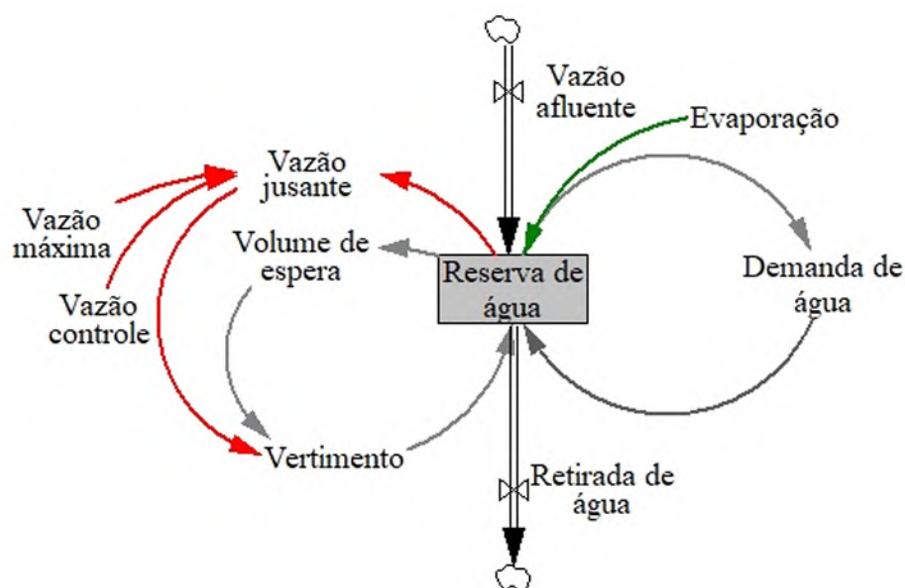 Vazão
afluente
Evaporação
Vazão
jusante
Vazão
máxima
Volume de
espera
Reserva de
água
Demanda de
água
Vazão
controle
Vertimento
Retirada de
água